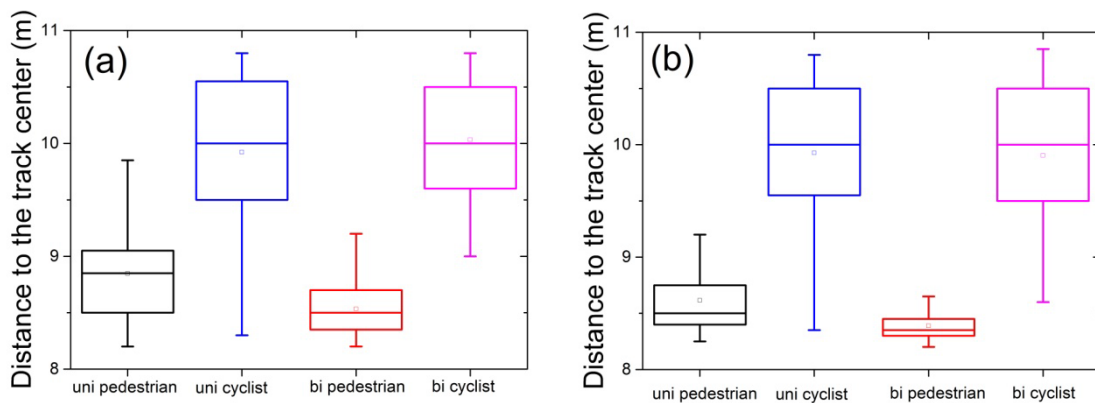 (a)
Distance to the track center (m)
11
10
9
8
uni pedestrian
uni cyclist
bi pedestrian
bi cyclist
(b)
Distance to the track center (m)
11
10
9
8
uni pedestrian
uni cyclist
bi pedestrian
bi cyclist